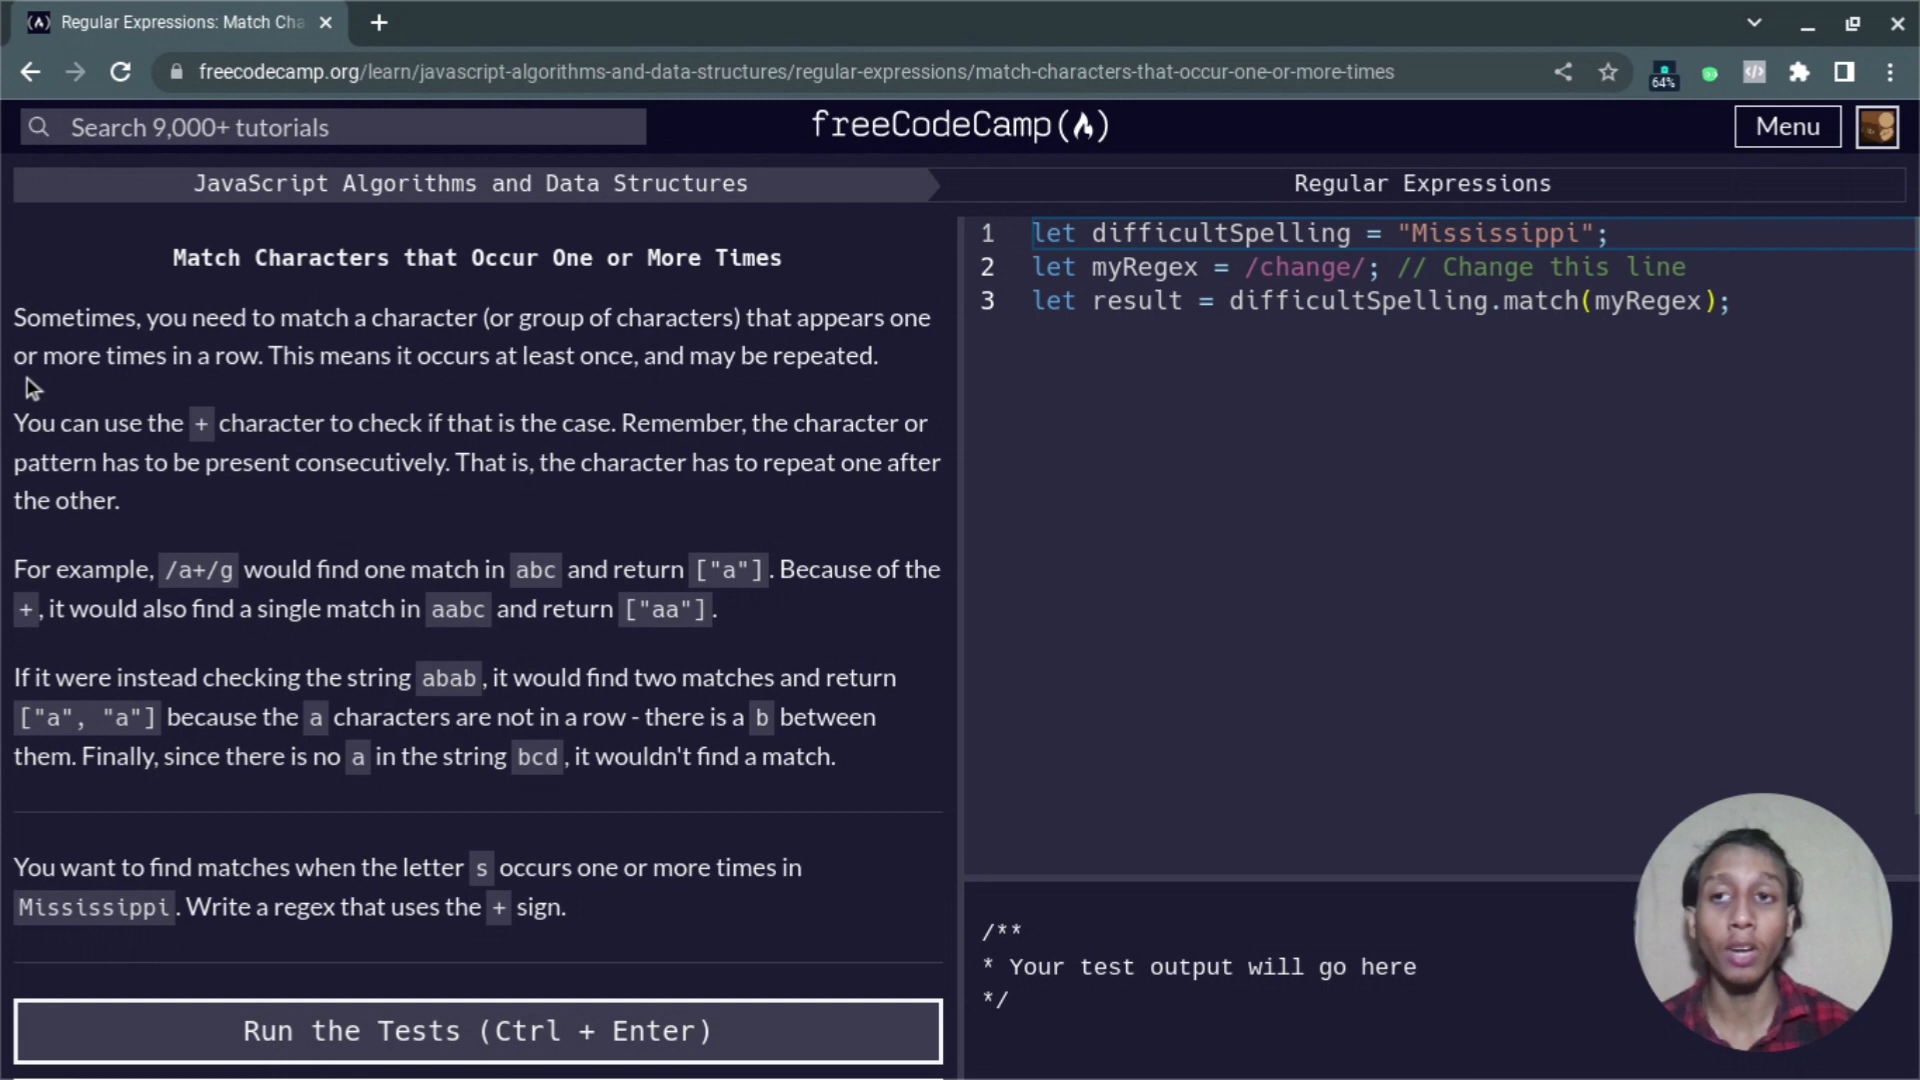 Regular Expressions: Match Cha
freecodecamp.org/learn/javascript-algorithms-and-data-structures/regular-expressions/match-characters-that-occur-one-or-more-times
64%
Search 9,000+ tutorials
freeCodeCamp(🔥)
Menu
JavaScript Algorithms and Data Structures
Regular Expressions
Match Characters that Occur One or More Times
Sometimes, you need to match a character (or group of characters) that appears one
or more times in a row. This means it occurs at least once, and may be repeated.
You can use the + character to check if that is the case. Remember, the character or
pattern has to be present consecutively. That is, the character has to repeat one after
the other.
For example, /a+/g would find one match in abc and return ["a"]. Because of the
+, it would also find a single match in aabc and return ["aa"].
If it were instead checking the string abab, it would find two matches and return
["a", "a"] because the a characters are not in a row - there is a b between
them. Finally, since there is no a in the string bcd, it wouldn't find a match.
You want to find matches when the letter s occurs one or more times in
Mississippi. Write a regex that uses the + sign.
Run the Tests (Ctrl + Enter)
1 let difficultSpelling = "Mississippi";
2 let myRegex = /change/; // Change this line
3 let result = difficultSpelling.match(myRegex);
/**
* Your test output will go here
*/